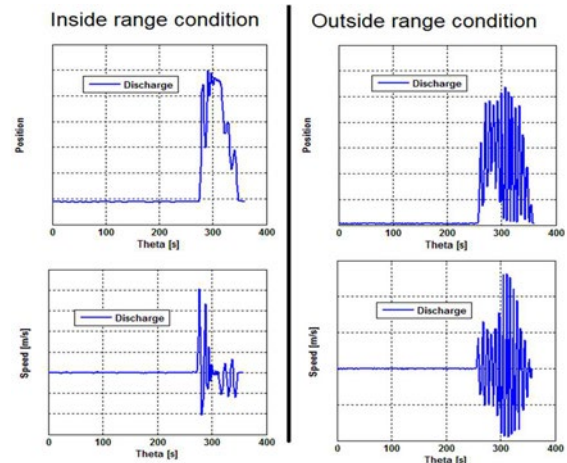 Inside range condition
Outside range condition
Discharge
Position
0 100 200 300 400
Theta [s]
Discharge
Position
0 100 200 300 400
Theta [s]
Discharge
Speed [m/s]
0 100 200 300 400
Theta [s]
Discharge
Speed [m/s]
0 100 200 300 400
Theta [s]